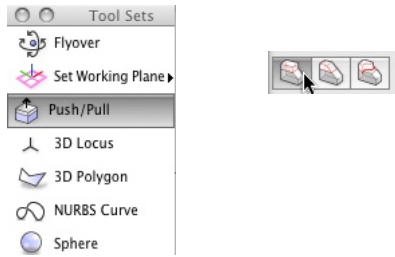 Tool Sets
Flyover
Set Working Plane
Push/Pull
3D Locus
3D Polygon
NURBS Curve
Sphere